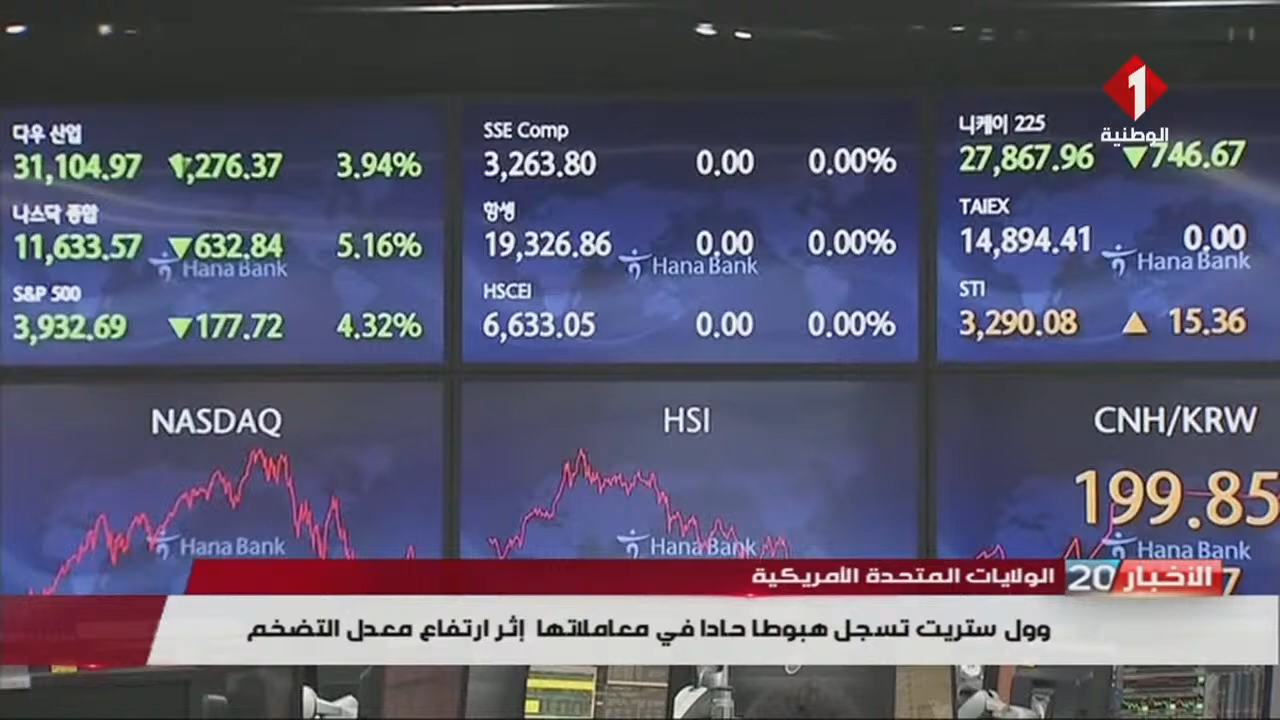 1
الوطنية
다우 산업
31,104.97 ▼,276.37 3.94%
나스닥 종합
11,633.57 ▼632.84 5.16%
Hana Bank
S&P 500
3,932.69 ▼177.72 4.32%
SSE Comp
3,263.80 0.00 0.00%
항셍
19,326.86 0.00 0.00%
Hana Bank
HSCEI
6,633.05 0.00 0.00%
니케이 225
27,867.96 ▼746.67
TAIEX
14,894.41 0.00
Hana Bank
STI
3,290.08 ▲ 15.36
NASDAQ
Hana Bank
HSI
Hana Bank
CNH/KRW
199.85
Hana Bank
7
الأخبار 20
الولايات المتحدة الأمريكية
وول ستريت تسجل هبوطا حادا في معاملاتها إثر ارتفاع معدل التضخم